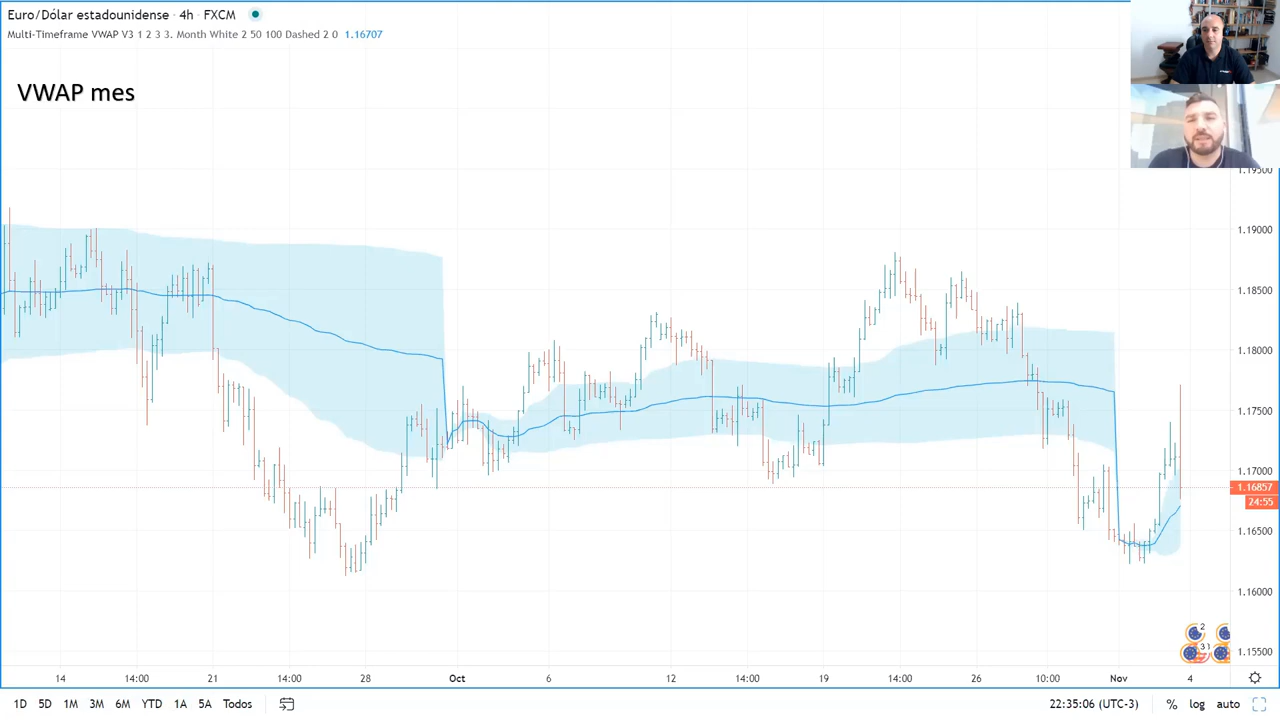 Euro/Dólar estadounidense · 4h · FXCM
Multi-Timeframe VWAP V3 1 2 3 3. Month White 2 50 100 Dashed 2 0 1.16707
VWAP mes
1.19500
1.19000
1.18500
1.18000
1.17500
1.17000
1.16857
24:55
1.16500
1.16000
1.15500
2
31
14 14:00 21 14:00 28 Oct 6 12 14:00 19 14:00 26 10:00 Nov 4
1D 5D 1M 3M 6M YTD 1A 5A Todos 22:35:06 (UTC-3) % log auto